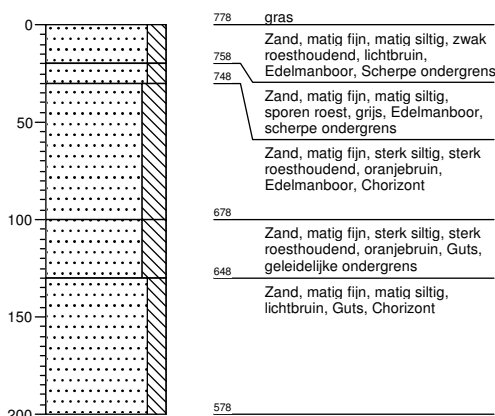 0
50
100
150
200
778
gras
Zand, matig fijn, matig siltig, zwak
roesthoudend, lichtbruin,
Edelmanboor, Scherpe ondergrens
758
748
Zand, matig fijn, matig siltig,
sporen roest, grijs, Edelmanboor,
scherpe ondergrens
Zand, matig fijn, sterk siltig, sterk
roesthoudend, oranjebruin,
Edelmanboor, Chorizont
678
Zand, matig fijn, sterk siltig, sterk
roesthoudend, oranjebruin, Guts,
geleidelijke ondergrens
648
Zand, matig fijn, matig siltig,
lichtbruin, Guts, Chorizont
578